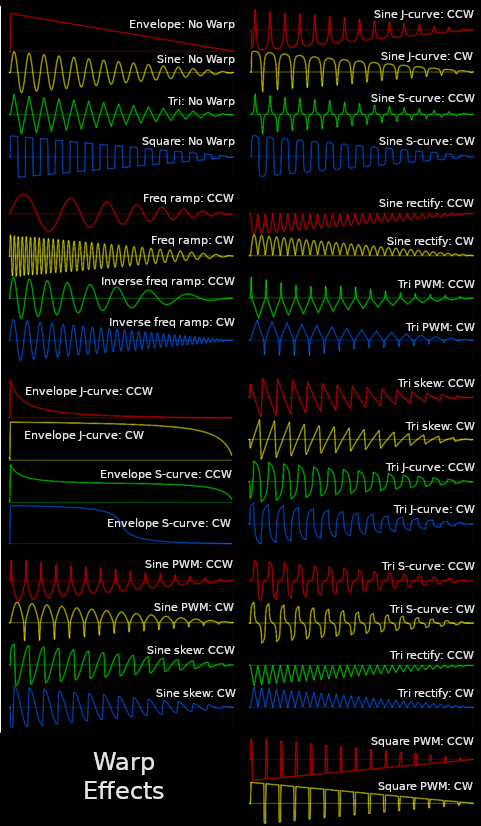 Envelope: No Warp
Sine: No Warp
Tri: No Warp
Square: No Warp
Freq ramp: CCW
Freq ramp: CW
Inverse freq ramp: CCW
Inverse freq ramp: CW
Envelope J-curve: CCW
Envelope J-curve: CW
Envelope S-curve: CCW
Envelope S-curve: CW
Sine PWM: CCW
Sine PWM: CW
Sine skew: CCW
Sine skew: CW
Warp
Effects
Sine J-curve: CCW
Sine J-curve: CW
Sine S-curve: CCW
Sine S-curve: CW
Sine rectify: CCW
Sine rectify: CW
Tri PWM: CCW
Tri PWM: CW
Tri skew: CCW
Tri skew: CW
Tri J-curve: CCW
Tri J-curve: CW
Tri S-curve: CCW
Tri S-curve: CW
Tri rectify: CCW
Tri rectify: CW
Square PWM: CCW
Square PWM: CW